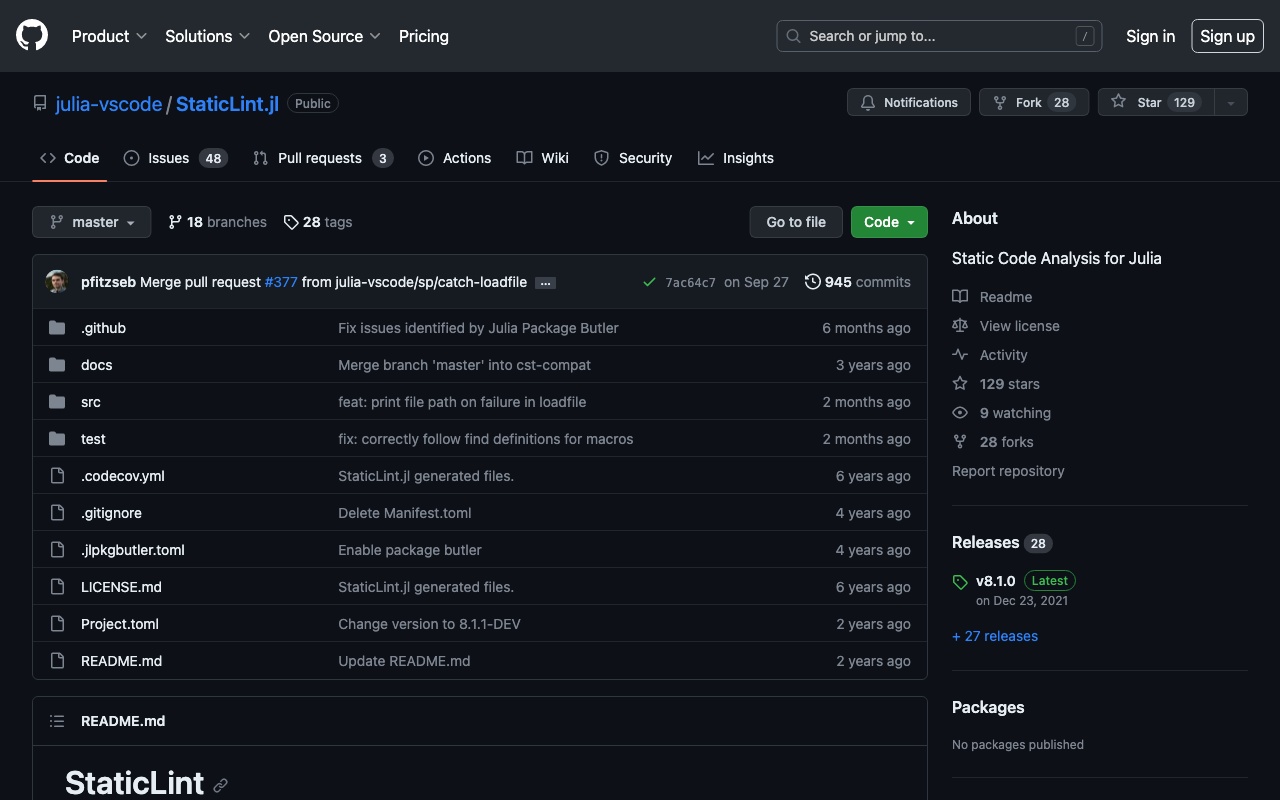 Product Solutions Open Source Pricing Search or jump to... / Sign in Sign up
julia-vscode / StaticLint.jl Public Notifications Fork 28 Star 129
Code Issues 48 Pull requests 3 Actions Wiki Security Insights
master 18 branches 28 tags Go to file Code
pfitzseb Merge pull request #377 from julia-vscode/sp/catch-loadfile ... 7ac64c7 on Sep 27 945 commits
.github Fix issues identified by Julia Package Butler 6 months ago
docs Merge branch 'master' into cst-compat 3 years ago
src feat: print file path on failure in loadfile 2 months ago
test fix: correctly follow find definitions for macros 2 months ago
.codecov.yml StaticLint.jl generated files. 6 years ago
.gitignore Delete Manifest.toml 4 years ago
.jlpkgbutler.toml Enable package butler 4 years ago
LICENSE.md StaticLint.jl generated files. 6 years ago
Project.toml Change version to 8.1.1-DEV 2 years ago
README.md Update README.md 2 years ago
README.md
StaticLint
About
Static Code Analysis for Julia
Readme
View license
Activity
129 stars
9 watching
28 forks
Report repository
Releases 28
v8.1.0 Latest
on Dec 23, 2021
+ 27 releases
Packages
No packages published